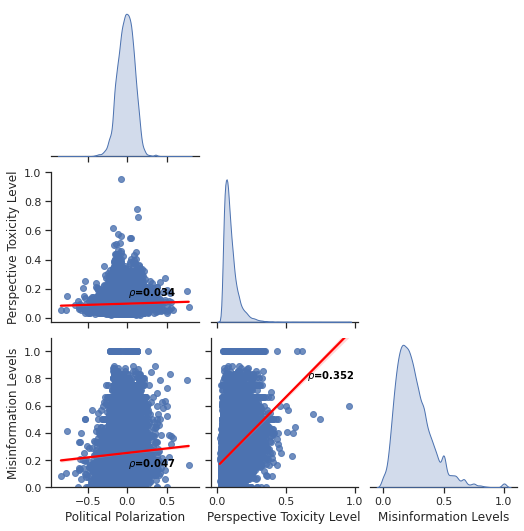 Perspective Toxicity Level
1.0
0.8
0.6
0.4
0.2
0.0
ρ=0.034
Misinformation Levels
1.0
0.8
0.6
0.4
0.2
0.0
ρ=0.047
ρ=0.352
−0.5 0.0 0.5
Political Polarization
0.0 0.5 1.0
Perspective Toxicity Level
0.0 0.5 1.0
Misinformation Levels